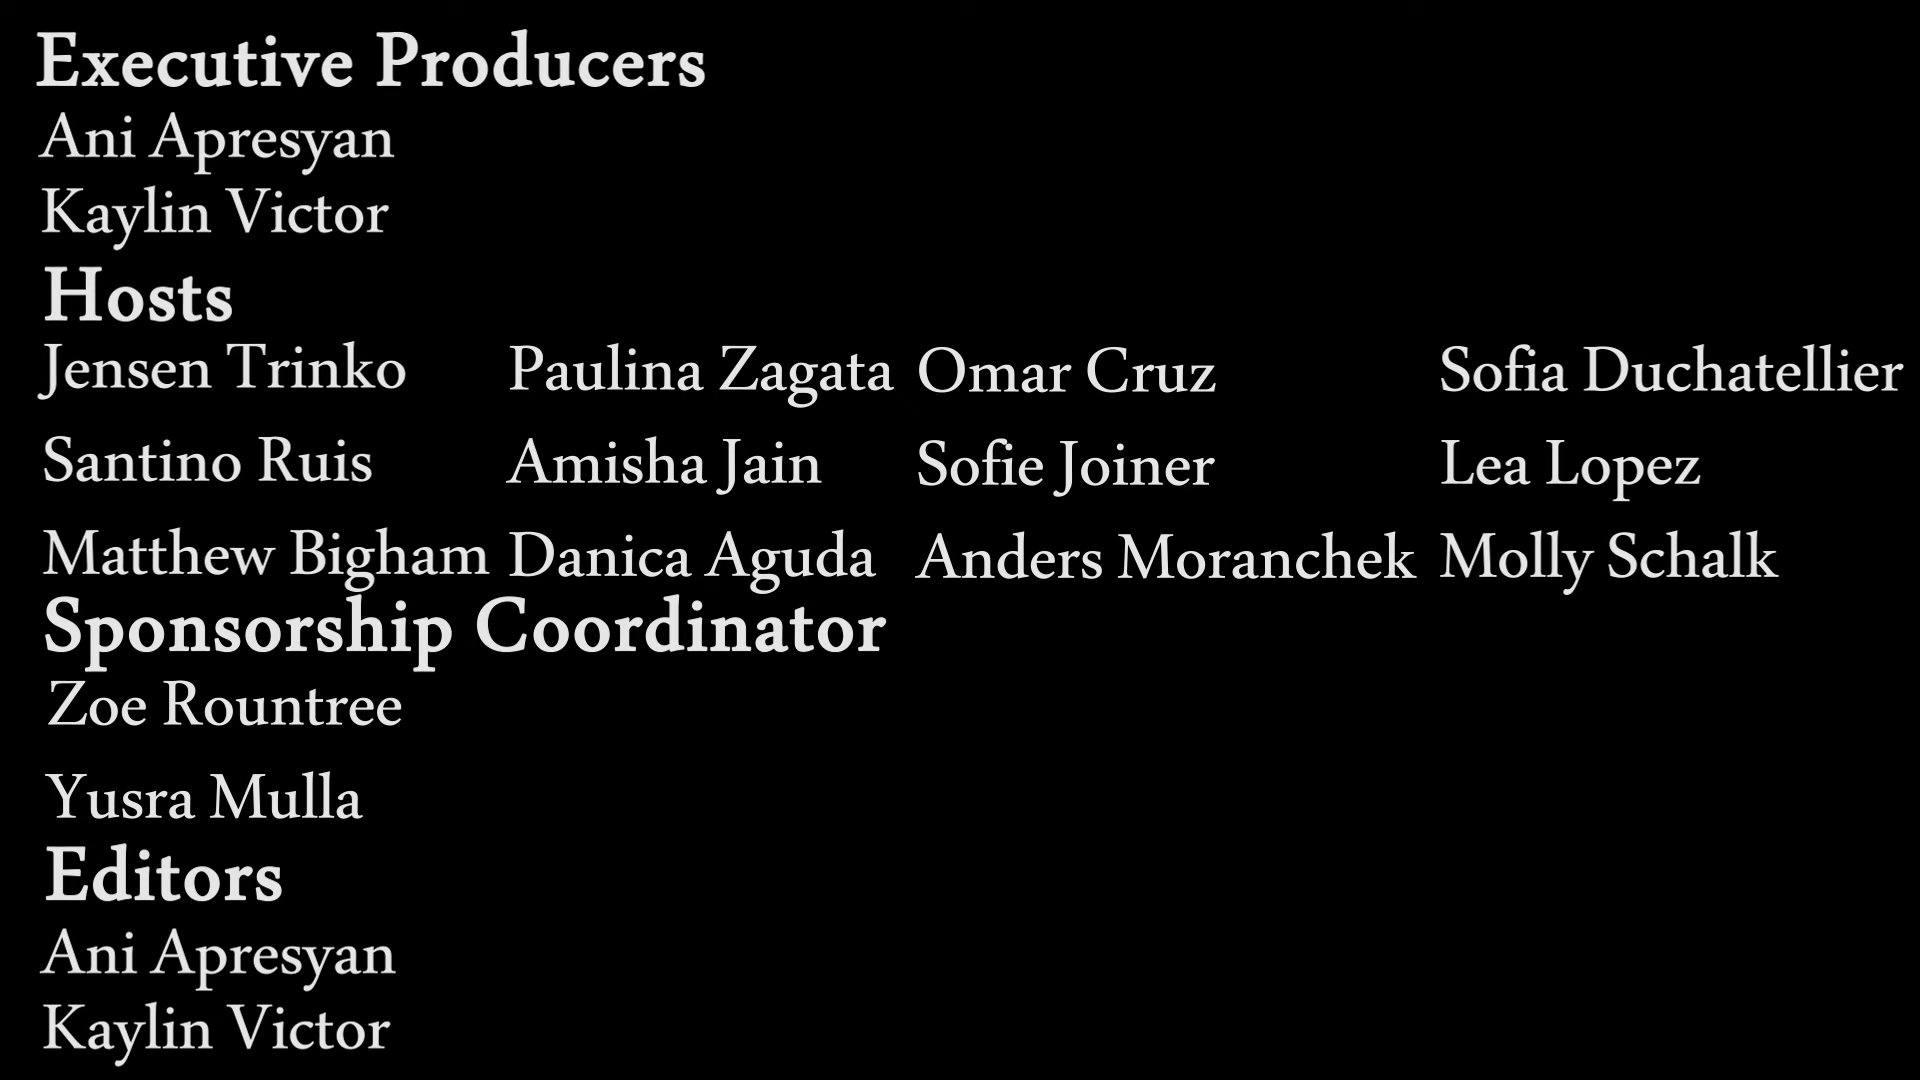 Executive Producers
Ani Apresyan
Kaylin Victor
Hosts
Jensen Trinko Paulina Zagata Omar Cruz Sofia Duchatellier
Santino Ruis Amisha Jain Sofie Joiner Lea Lopez
Matthew Bigham Danica Aguda Anders Moranchek Molly Schalk
Sponsorship Coordinator
Zoe Rountree
Yusra Mulla
Editors
Ani Apresyan
Kaylin Victor